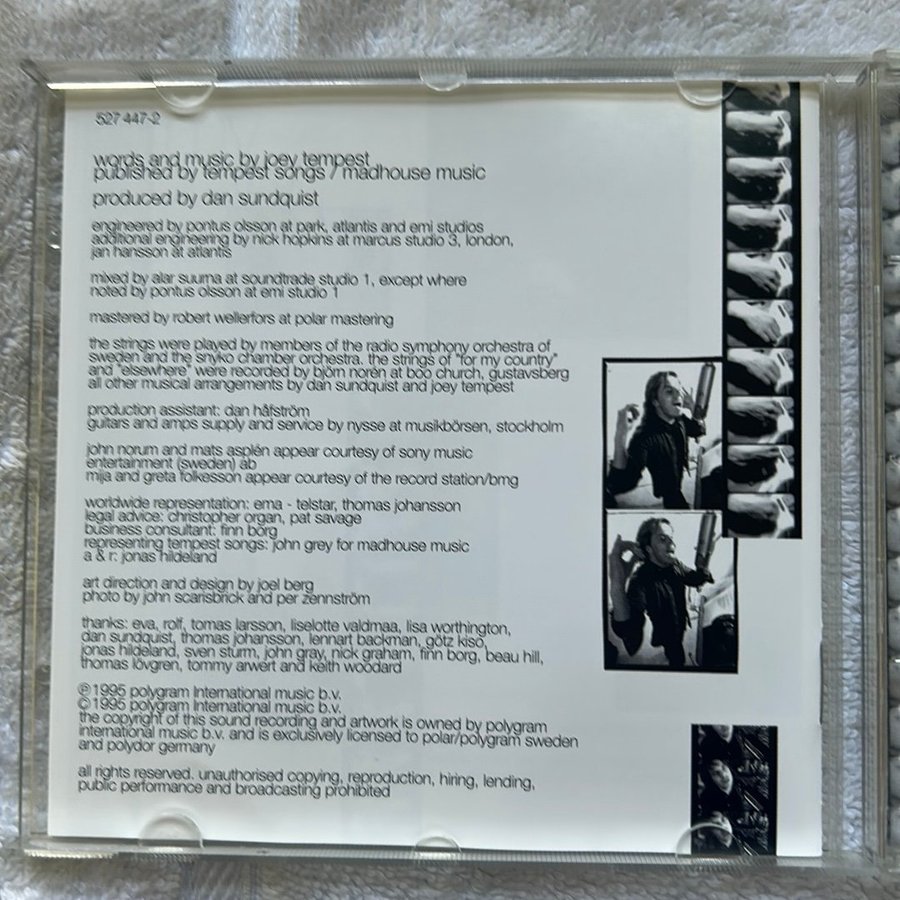 527 447-2
words and music by joey tempest
published by tempest songs / madhouse music
produced by dan sundquist
engineered by pontus olsson at park, atlantis and emi studios
additional engineering by nick hopkins at marcus studio 3, london,
jan hansson at atlantis
mixed by alar suurna at soundtrade studio 1, except where
noted by pontus olsson at emi studio 1
mastered by robert wellerfors at polar mastering
the strings were played by members of the radio symphony orchestra of
sweden and the snyko chamber orchestra. the strings of "for my country"
and "elsewhere" were recorded by björn norén at boo church, gustavsberg
all other musical arrangements by dan sundquist and joey tempest
production assistant: dan håfström
guitars and amps supply and service by nysse at musikbörsen, stockholm
john norum and mats asplén appear courtesy of sony music
entertainment (sweden) ab
mija and greta folkesson appear courtesy of the record station/bmg
worldwide representation: ema - telstar, thomas johansson
legal advice: christopher organ, pat savage
business consultant: finn borg
representing tempest songs: john grey for madhouse music
a & r: jonas hildeland
art direction and design by joel berg
photo by john scarisbrick and per zennström
thanks: eva, rolf, tomas larsson, liselotte valdmaa, lisa worthington,
dan sundquist, thomas johansson, lennart backman, götz kiso,
jonas hildeland, sven sturm, john gray, nick graham, finn borg, beau hill,
thomas lövgren, tommy arwert and keith woodard
℗1995 polygram International music b.v.
©1995 polygram International music b.v.
the copyright of this sound recording and artwork is owned by polygram
international music b.v. and is exclusively licensed to polar/polygram sweden
and polydor germany
all rights reserved. unauthorised copying, reproduction, hiring, lending,
public performance and broadcasting prohibited